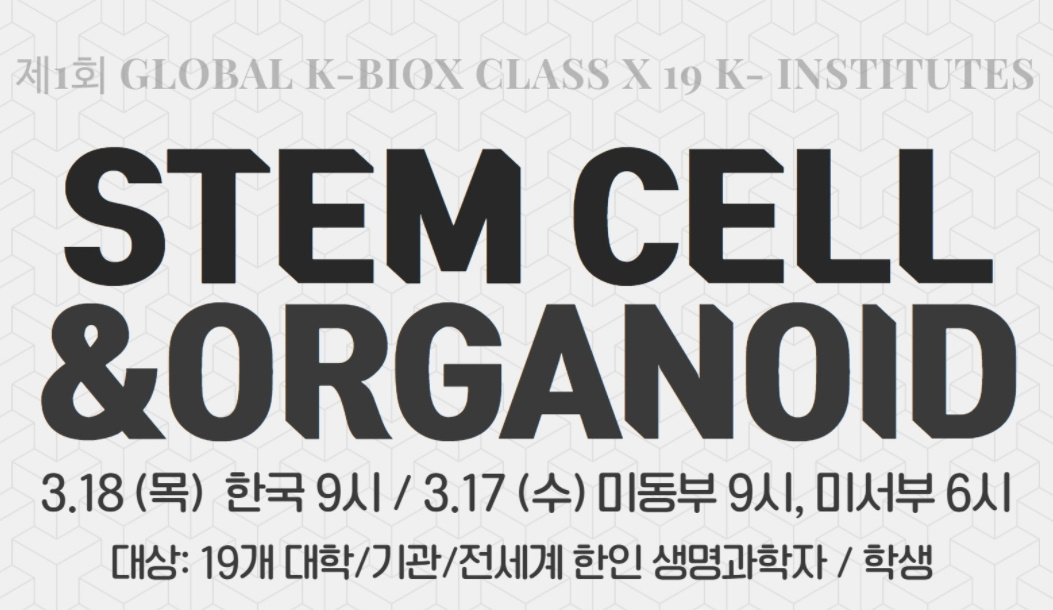 제1회 GLOBAL K-BIOX CLASS X 19 K- INSTITUTES
STEM CELL
&ORGANOID
3.18 (목) 한국 9시 / 3.17 (수) 미동부 9시, 미서부 6시
대상: 19개 대학/기관/전세계 한인 생명과학자 / 학생